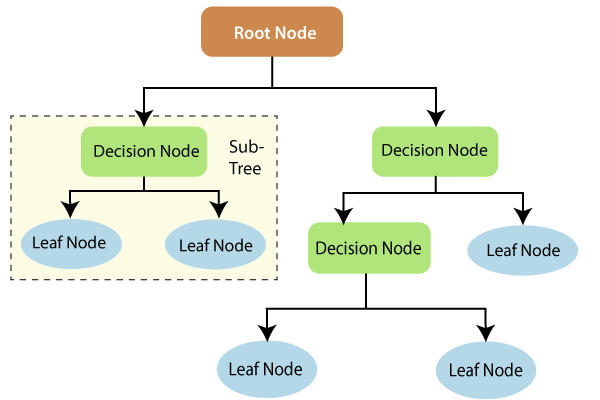 Root Node
Decision Node
Sub-
Tree
Decision Node
Leaf Node
Leaf Node
Decision Node
Leaf Node
Leaf Node
Leaf Node